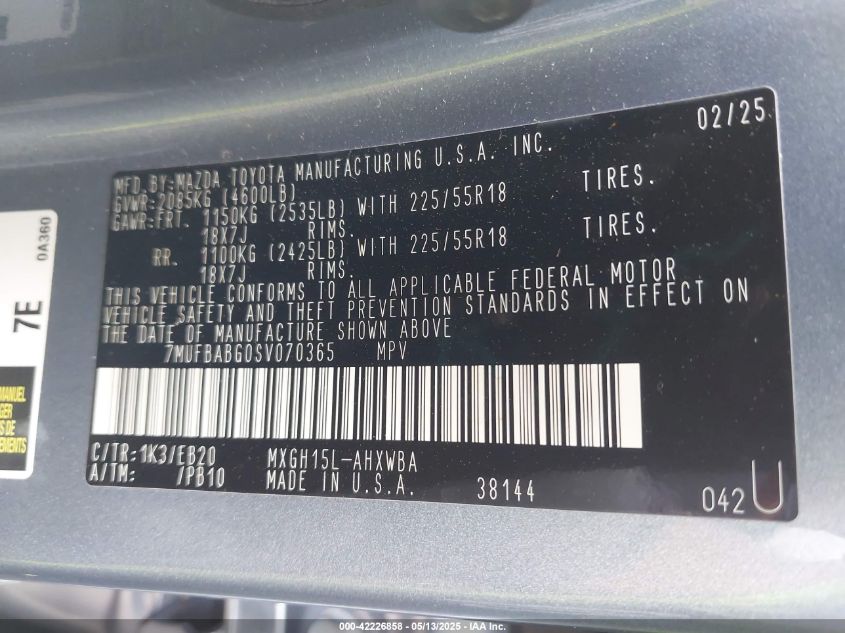 02/25
MFD.BY:MAZDA TOYOTA MANUFACTURING U.S.A. INC.
GVWR:2085KG (4600LB)
GAWR:FRT. 1150KG (2535LB) WITH 225/55R18 TIRES.
18X7J RIMS.
RR. 1100KG (2425LB) WITH 225/55R18 TIRES.
18X7J RIMS.
THIS VEHICLE CONFORMS TO ALL APPLICABLE FEDERAL MOTOR
VEHICLE SAFETY AND THEFT PREVENTION STANDARDS IN EFFECT ON
THE DATE OF MANUFACTURE SHOWN ABOVE
7MUFBABG0SV070365 MPV
C/TR:1K3/EB20 MXGH15L-AHXWBA
A/TM: /PB10 MADE IN U.S.A. 38144 042 U
0A360
7E
MANUEL
000-42226858 - 05/13/2025 - IAA Inc.